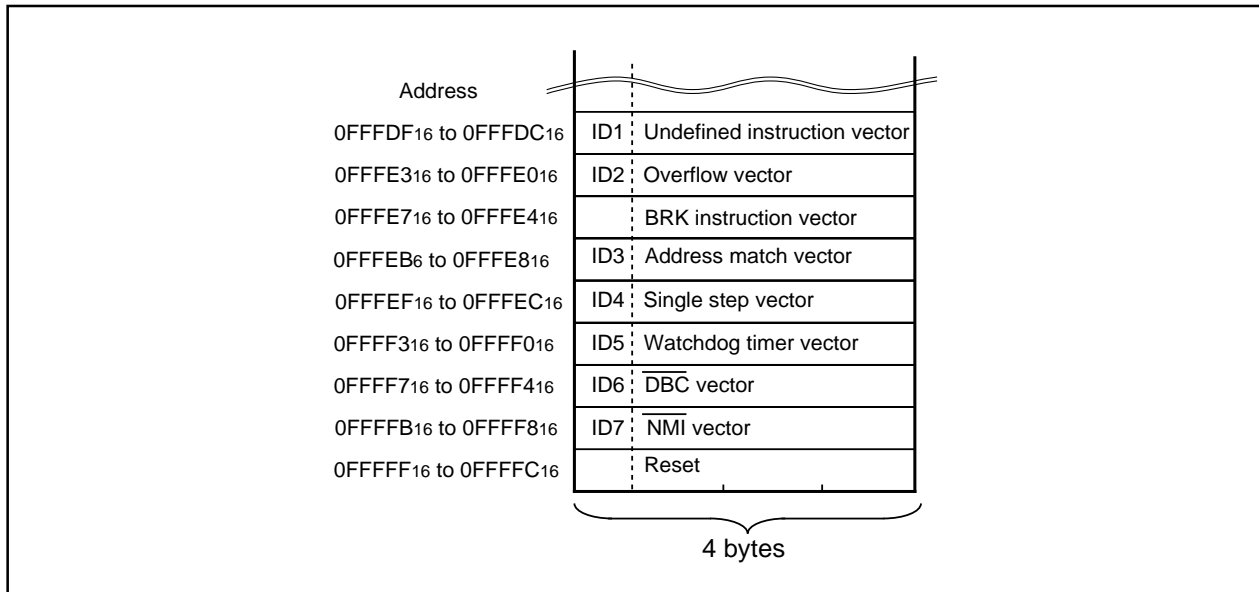 Address
0FFFDF16 to 0FFFDC16 ID1 Undefined instruction vector
0FFFE316 to 0FFFE016 ID2 Overflow vector
0FFFE716 to 0FFFE416 BRK instruction vector
0FFFEB6 to 0FFFE816 ID3 Address match vector
0FFFEF16 to 0FFFEC16 ID4 Single step vector
0FFFF316 to 0FFFF016 ID5 Watchdog timer vector
0FFFF716 to 0FFFF416 ID6 DBC vector
0FFFFB16 to 0FFFF816 ID7 NMI vector
0FFFFF16 to 0FFFFC16 Reset
4 bytes